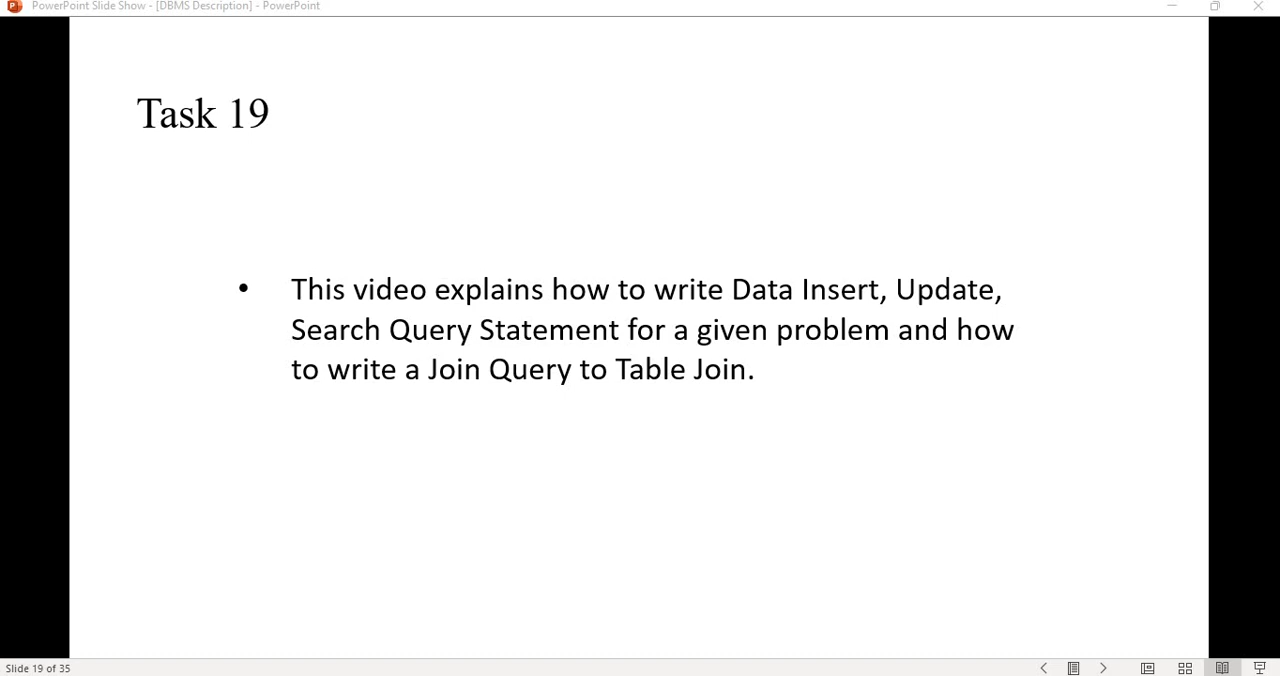 PowerPoint Slide Show - [DBMS Description] - PowerPoint
Task 19
• This video explains how to write Data Insert, Update,
Search Query Statement for a given problem and how
to write a Join Query to Table Join.
Slide 19 of 35